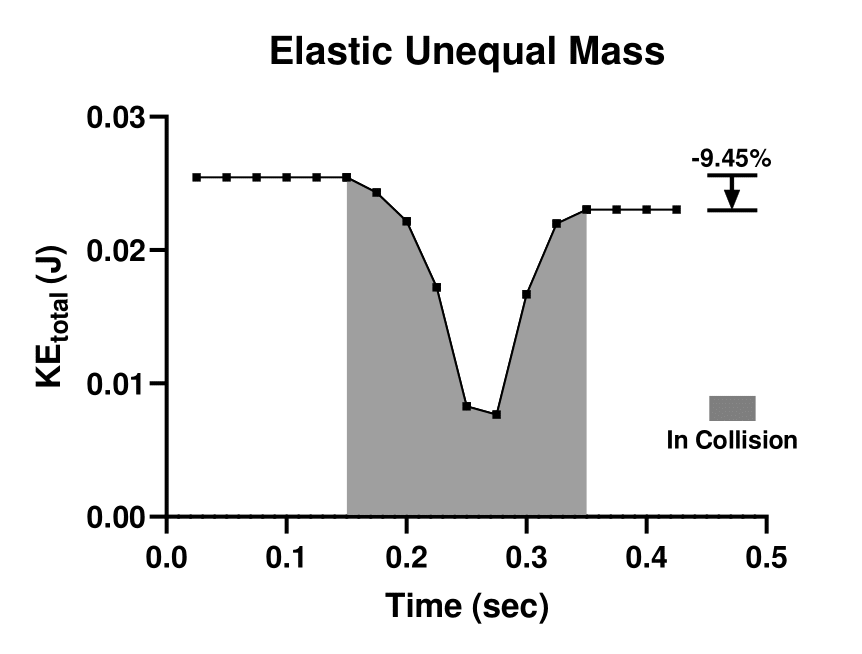 Elastic Unequal Mass
0.03
-9.45%
0.02
KEtotal (J)
0.01
In Collision
0.00
0.0 0.1 0.2 0.3 0.4 0.5
Time (sec)